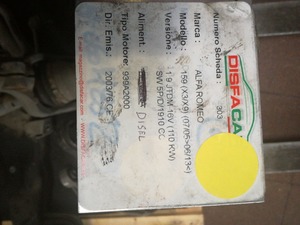 DISFACA
Numero Scheda : 303
Marca : ALFA ROMEO
Modello : 159 (X3/X9) (07/05>06/13<)
Versione : 1.9 JTDM 16V (110 KW)
SW 5P/D/1910 CC
Aliment. : DISEL
Tipo Motore: 939A2000
Dir. Emis.: 2003/76 CE